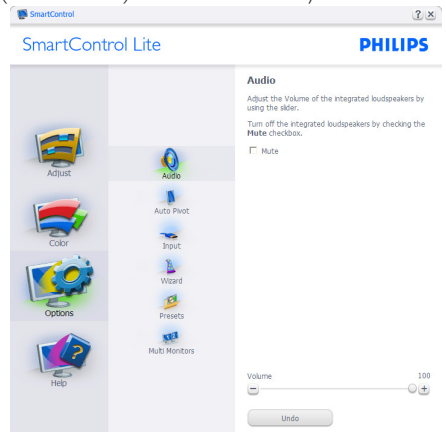 SmartControl
SmartControl Lite
PHILIPS
Adjust
Color
Options
Help
Audio
Auto Pivot
Input
Wizard
Presets
Multi Monitors
Audio
Adjust the Volume of the integrated loudspeakers by
using the slider.
Turn off the integrated loudspeakers by checking the
Mute checkbox.
Mute
Volume 100
Undo